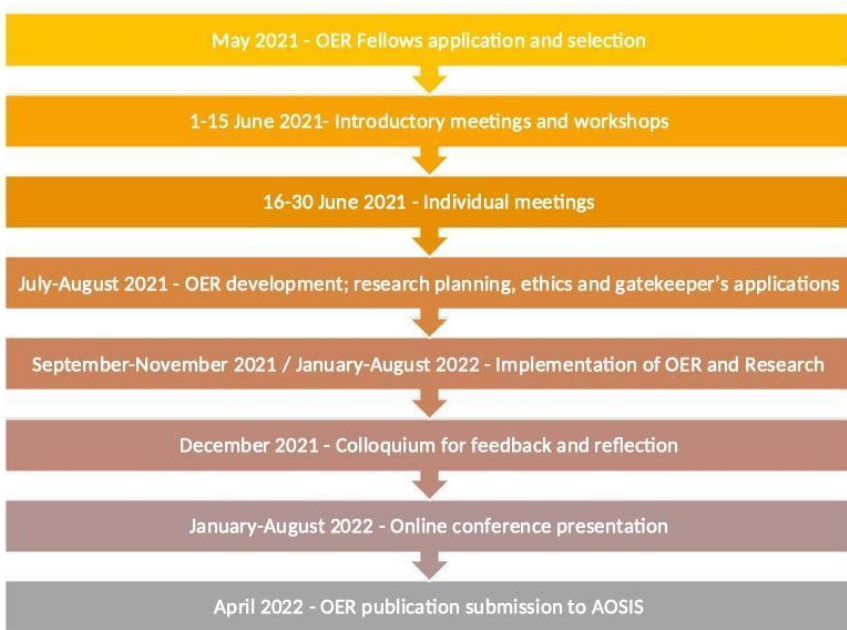 May 2021 - OER Fellows application and selection
1-15 June 2021- Introductory meetings and workshops
16-30 June 2021 - Individual meetings
July-August 2021 - OER development; research planning, ethics and gatekeeper’s applications
September-November 2021 / January-August 2022 - Implementation of OER and Research
December 2021 - Colloquium for feedback and reflection
January-August 2022 - Online conference presentation
April 2022 - OER publication submission to AOSIS